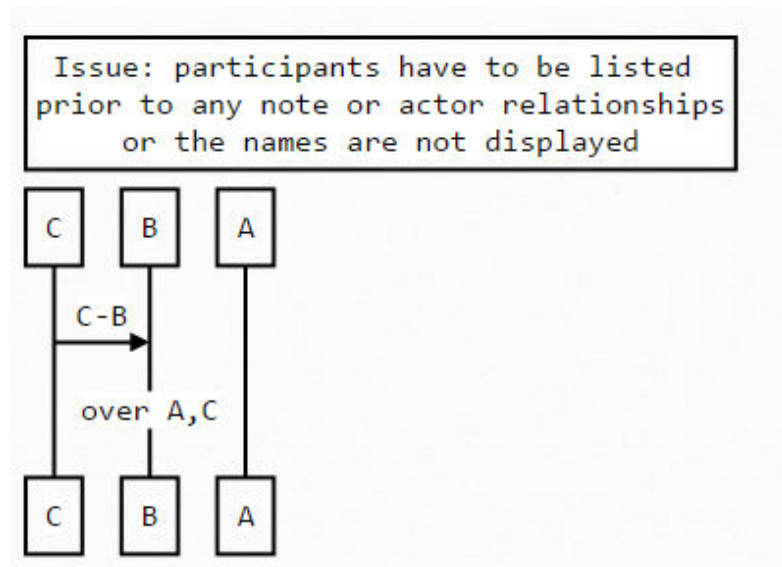 Issue: participants have to be listed
prior to any note or actor relationships
or the names are not displayed
C B A
C-B
over A,C
C B A